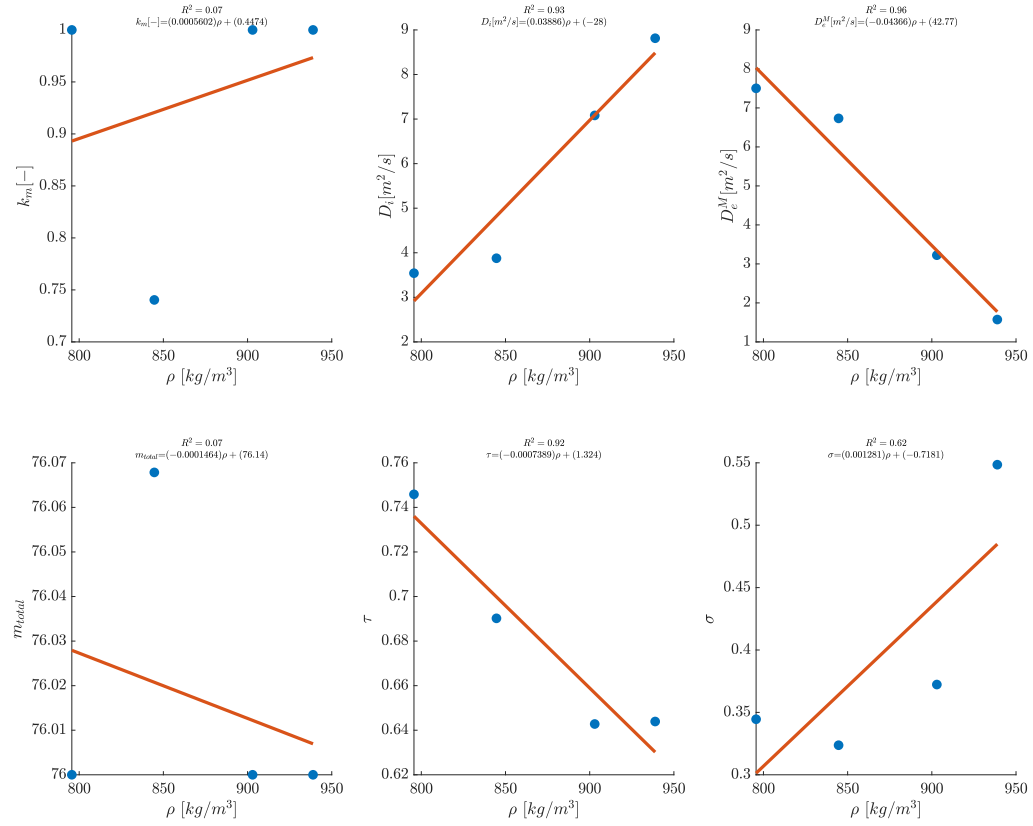 R² = 0.07
k_m[−]=(0.0005602)ρ + (0.4474)
1
0.95
0.9
0.85
0.8
0.75
0.7
k_m[−]
800 850 900 950
ρ [kg/m³]
R² = 0.93
D_i[m²/s]=(0.03886)ρ + (−28)
9
8
7
6
5
4
3
2
D_i[m²/s]
800 850 900 950
ρ [kg/m³]
R² = 0.96
D_e^M[m²/s]=(−0.04366)ρ + (42.77)
9
8
7
6
5
4
3
2
1
D_e^M[m²/s]
800 850 900 950
ρ [kg/m³]
R² = 0.07
m_total=(−0.0001464)ρ + (76.14)
76.07
76.06
76.05
76.04
76.03
76.02
76.01
76
m_total
800 850 900 950
ρ [kg/m³]
R² = 0.92
τ=(−0.0007389)ρ + (1.324)
0.76
0.74
0.72
0.7
0.68
0.66
0.64
0.62
τ
800 850 900 950
ρ [kg/m³]
R² = 0.62
σ=(0.001281)ρ + (−0.7181)
0.55
0.5
0.45
0.4
0.35
0.3
σ
800 850 900 950
ρ [kg/m³]